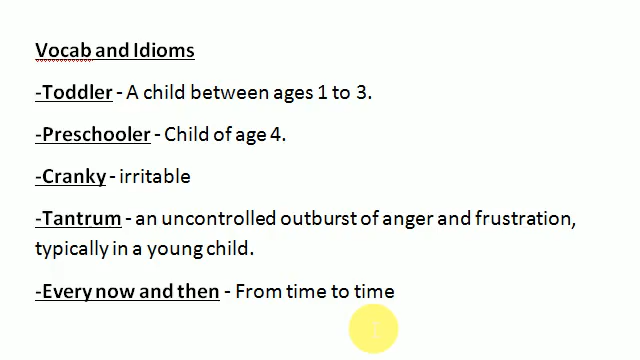 Vocab and Idioms
-Toddler - A child between ages 1 to 3.
-Preschooler - Child of age 4.
-Cranky - irritable
-Tantrum - an uncontrolled outburst of anger and frustration,
typically in a young child.
-Every now and then - From time to time